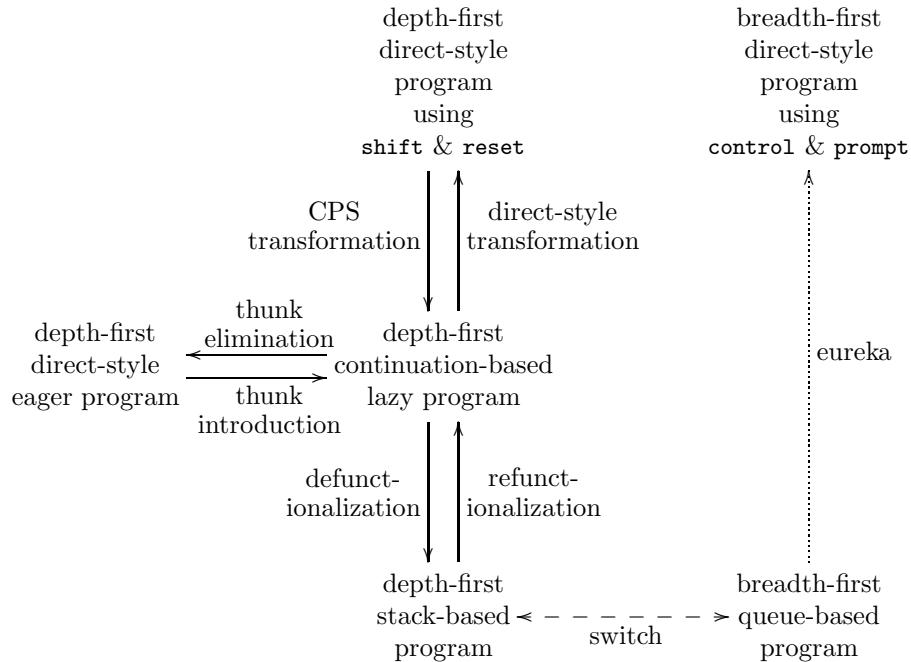 depth-first
direct-style
program
using
shift & reset
breadth-first
direct-style
program
using
control & prompt
CPS
transformation
direct-style
transformation
depth-first
direct-style
eager program
thunk
elimination
thunk
introduction
depth-first
continuation-based
lazy program
eureka
defunct-
ionalization
refunct-
ionalization
depth-first
stack-based
program
switch
breadth-first
queue-based
program